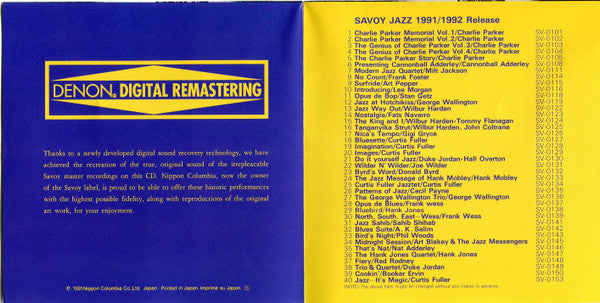 DENON, DIGITAL REMASTERING
Thanks to a newly developed digital sound recovery technology, we have
achieved the recreation of the true, original sound of the irrepleacable
Savoy master recordings on this CD. Nippon Columbia, now the owner
of the Savoy label, is proud to be able to offer these historic performances
with the highest possible fidelity, along with reproductions of the original
art work, for your enjoyment.
Ⓟ 1991 Nippon Columbia Co., Ltd. Japan. Printed in Japan Imprimé au Japon
SAVOY JAZZ 1991/1992 Release
1 Charlie Parker Memorial Vol.1/Charlie Parker SV-0101
2 Charlie Parker Memorial Vol.2/Charlie Parker SV-0103
3 The Genius of Charlie Parker Vol.3/Charlie Parker SV-0104
4 The Genius of Charlie Parker Vol.4/Charlie Parker
5 The Charlie Parker Story/Charlie Parker SV-0105
6 Presenting Cannonball Adderley/Cannonball Adderley SV-0108
7 Modern Jazz Quartet/Milt Jackson SV-0111
8 No Count/Frank Foster SV-0114
9 Surfride/Art Pepper SV-0115
10 Introducing/Lee Morgan SV-0116
11 Opus de Bop/Stan Getz SV-0118
12 Jazz at Hotchikiss/George Wallington SV-0119
13 Jazz Way Out/Wilbur Harden SV-0122
14 Nostalgia/Fats Navarro SV-0123
15 The King and I/Wilbur Harden-Tommy Flanagan SV-0124
16 Tanganyika Strut/Wilbur Harden, John Coltrane SV-0125
17 Nica's Tempo/Gigi Gryce SV-0126
18 Bluesette/Curtis Fuller SV-0127
19 Imagination/Curtis Fuller SV-0128
20 Images/Curtis Fuller SV-0129
21 Do it yourself Jazz/Duke Jordan-Hall Overton SV-0130
22 Wilder N' Wilder/Joe Wilder SV-0131
23 Byrd's Word/Donald Byrd SV-0132
24 The Jazz Message of Hank Mobley/Hank Mobley SV-0133
25 Curtis Fuller Jazztet/Curtis Fuller SV-0134
26 Patterns of Jazz/Cecil Payne SV-0135
27 The George Wallington Trio/George Wallington SV-0136
28 Opus de Blues/Frank wess SV-0137
29 Bluebird/Hank Jones SV-0138
30 North, South, East—Wess/Frank Wess SV-0139
31 Jazz Sahib/Sahib Shihab SV-0141
32 Blues Suite/A. K. Salim SV-0142
33 Bird's Night/Phil Woods SV-0143
34 Midnight Session/Art Blakey & The Jazz Messengers SV-0145
35 That's Nat/Nat Adderley SV-0146
36 The Hank Jones Quartet/Hank Jones SV-0147
37 Fiery/Red Rodney SV-0148
38 Trio & Quartet/Duke Jordan SV-0149
39 Cookin'/Booker Ervin SV-0150
40 Jazz—It's Magic/Curtis Fuller SV-0153
(NOTE) The above titles might be changed without any notice in advance.